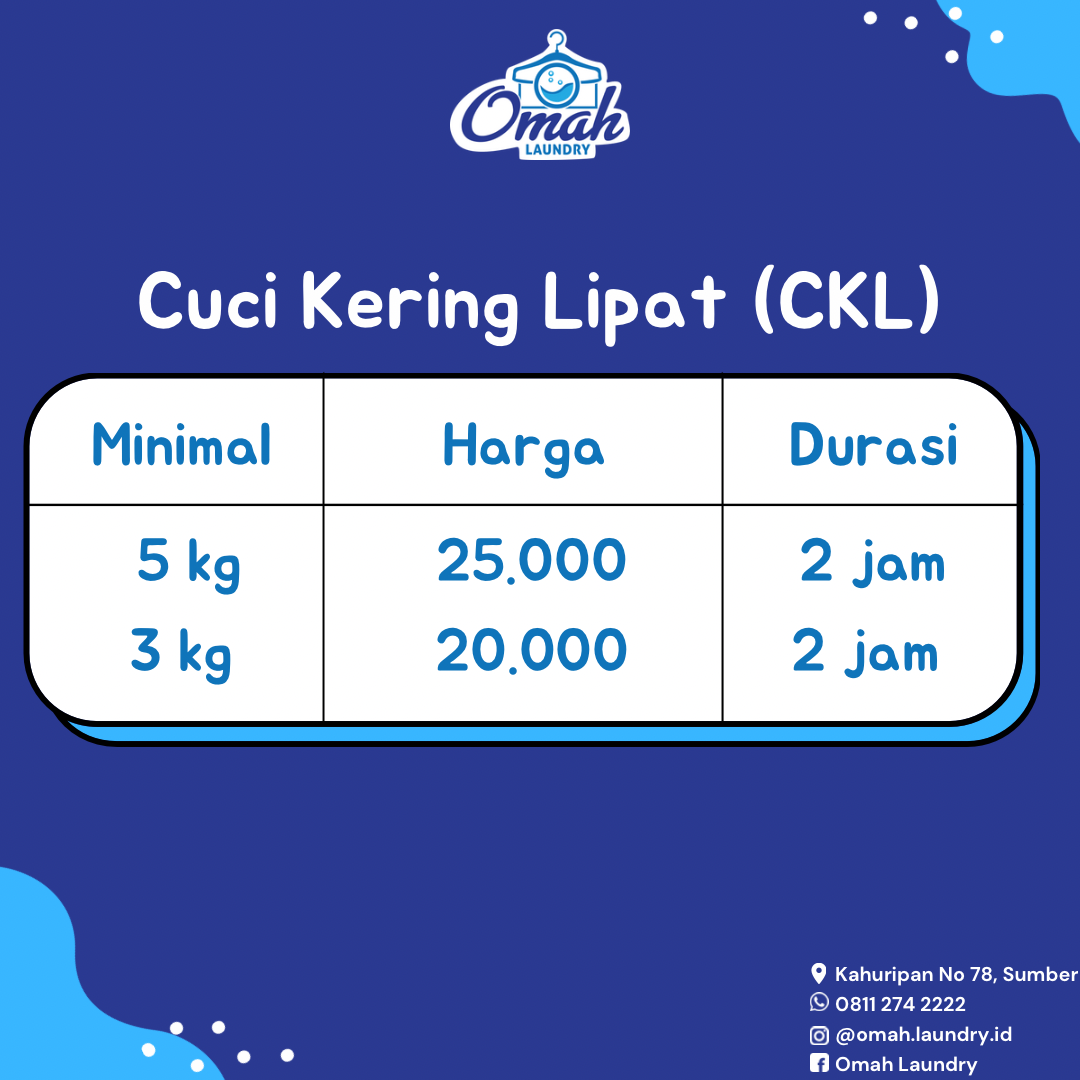 Omah
LAUNDRY
Cuci Kering Lipat (CKL)
Minimal Harga Durasi
5 kg 25.000 2 jam
3 kg 20.000 2 jam
Kahuripan No 78, Sumber
0811 274 2222
@omah.laundry.id
Omah Laundry